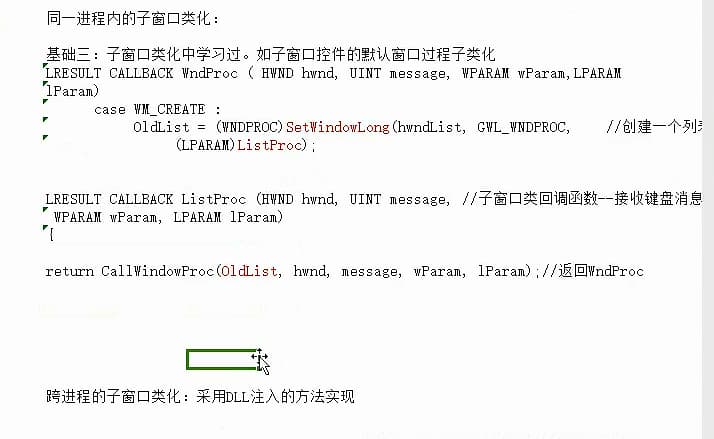 同一进程内的子窗口类化:
基础三: 子窗口类化中学习过。如子窗口控件的默认窗口过程子类化
LRESULT CALLBACK WndProc ( HWND hwnd, UINT message, WPARAM wParam,LPARAM
lParam)
case WM_CREATE :
OldList = (WNDPROC)SetWindowLong(hwndList, GWL_WNDPROC, //创建一个列
(LPARAM)ListProc);
LRESULT CALLBACK ListProc (HWND hwnd, UINT message, //子窗口类回调函数--接收键盘消息
WPARAM wParam, LPARAM lParam)
{
return CallWindowProc(OldList, hwnd, message, wParam, lParam);//返回WndProc
跨进程的子窗口类化: 采用DLL注入的方法实现